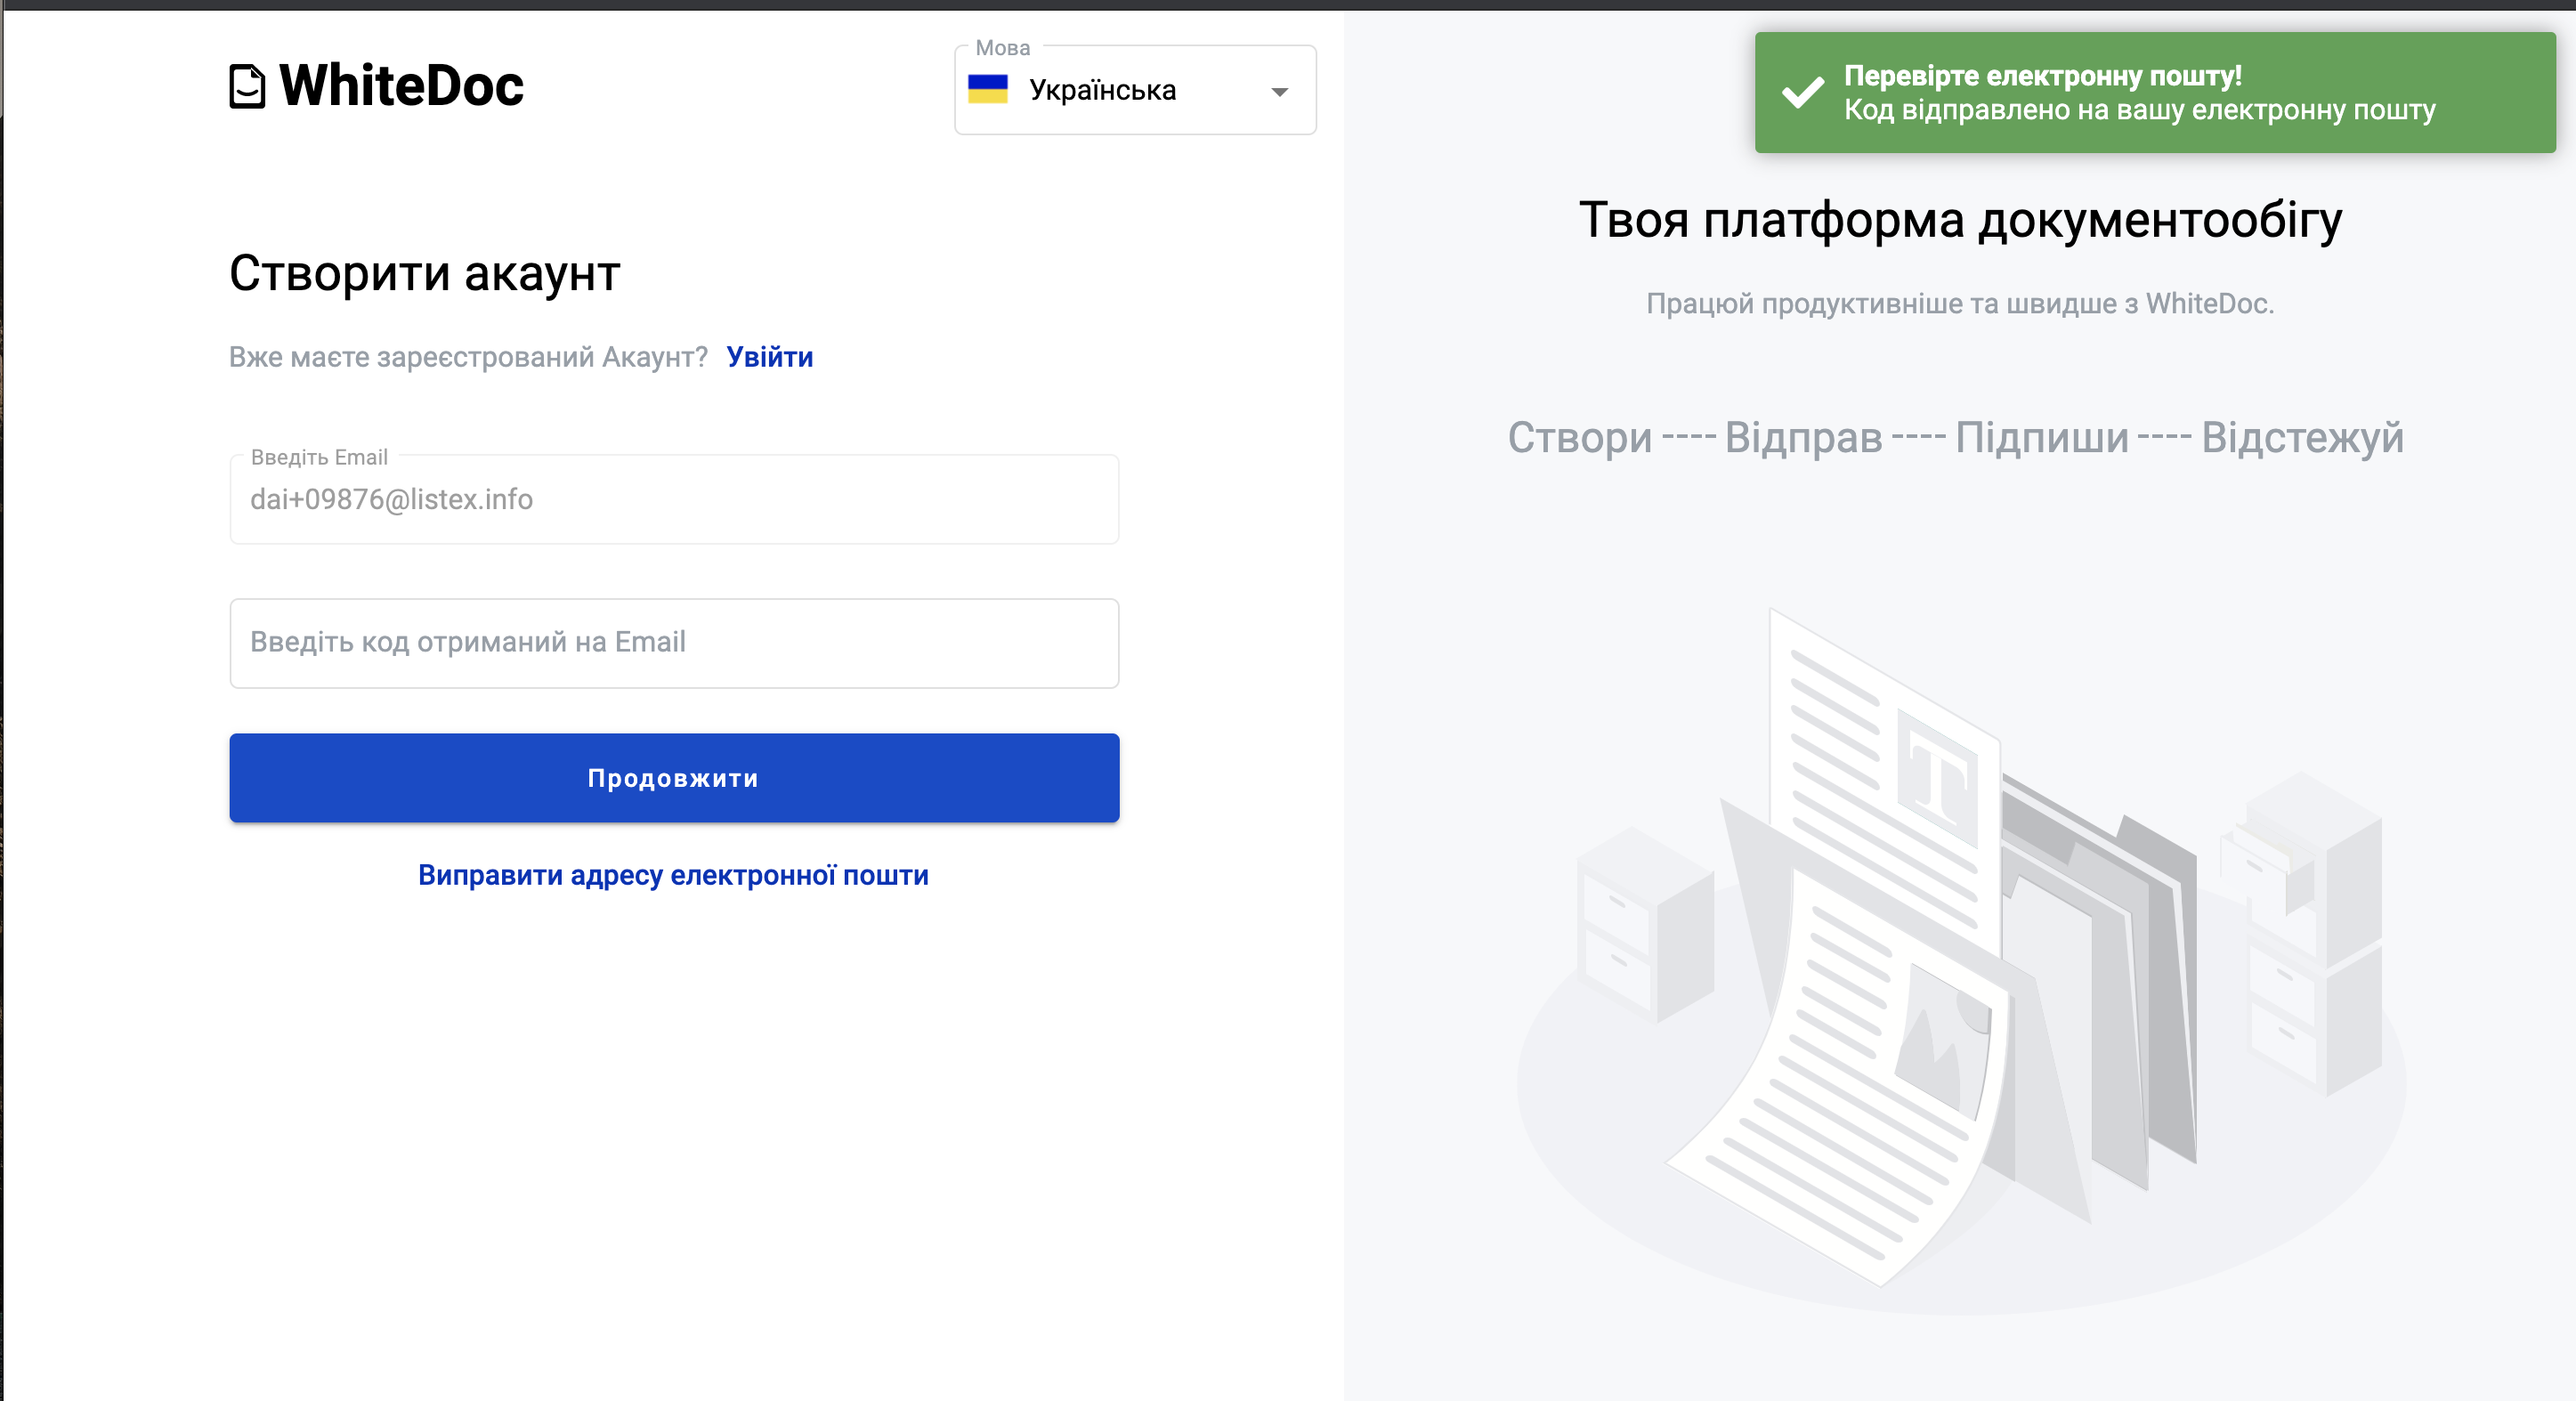 WhiteDoc
Мова
Українська
Перевірте електронну пошту!
Код відправлено на вашу електронну пошту
Створити акаунт
Вже маєте зареєстрований Акаунт? Увійти
Введіть Email
dai+09876@listex.info
Введіть код отриманий на Email
Продовжити
Виправити адресу електронної пошти
Твоя платформа документообігу
Працюй продуктивніше та швидше з WhiteDoc.
Створи ---- Відправ ---- Підпиши ---- Відстежуй
T